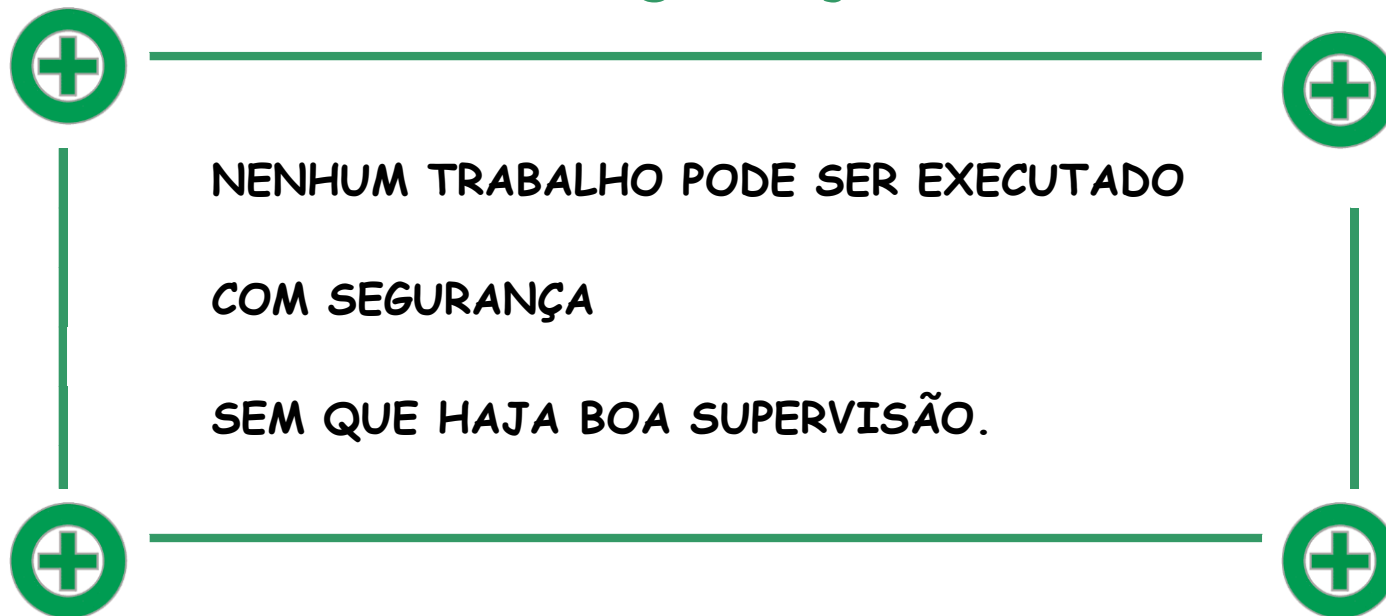 NENHUM TRABALHO PODE SER EXECUTADO
COM SEGURANÇA
SEM QUE HAJA BOA SUPERVISÃO.